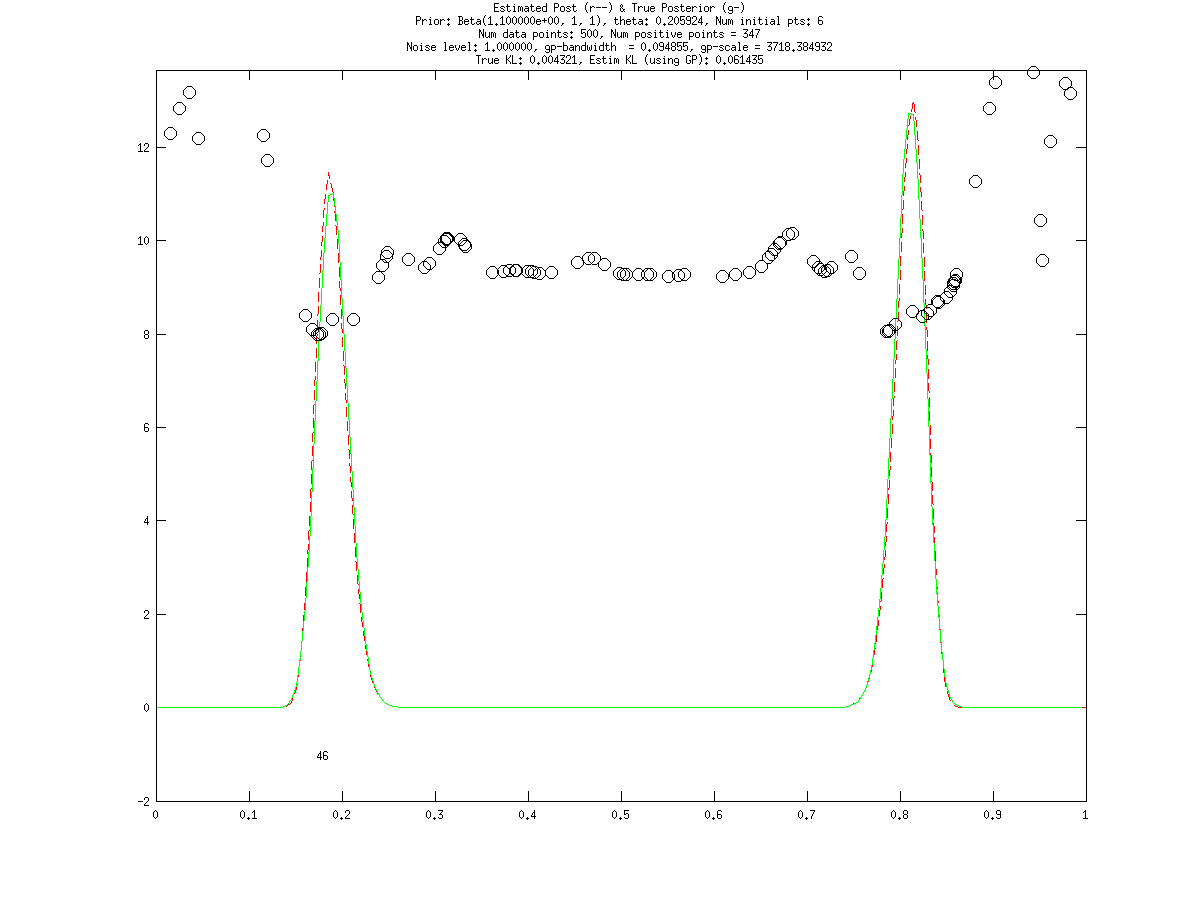 Estimated Post (r--) & True Posterior (g-)
Prior: Beta(1.100000e+00, 1, 1), theta: 0.205924, Num initial pts: 6
Num data points: 500, Num positive points = 347
Noise level: 1.000000, gp-bandwidth  = 0.094855, gp-scale = 3718.384932
True KL: 0.004321, Estim KL (using GP): 0.061435
12
10
8
6
4
2
0
46
-2
0 0.1 0.2 0.3 0.4 0.5 0.6 0.7 0.8 0.9 1